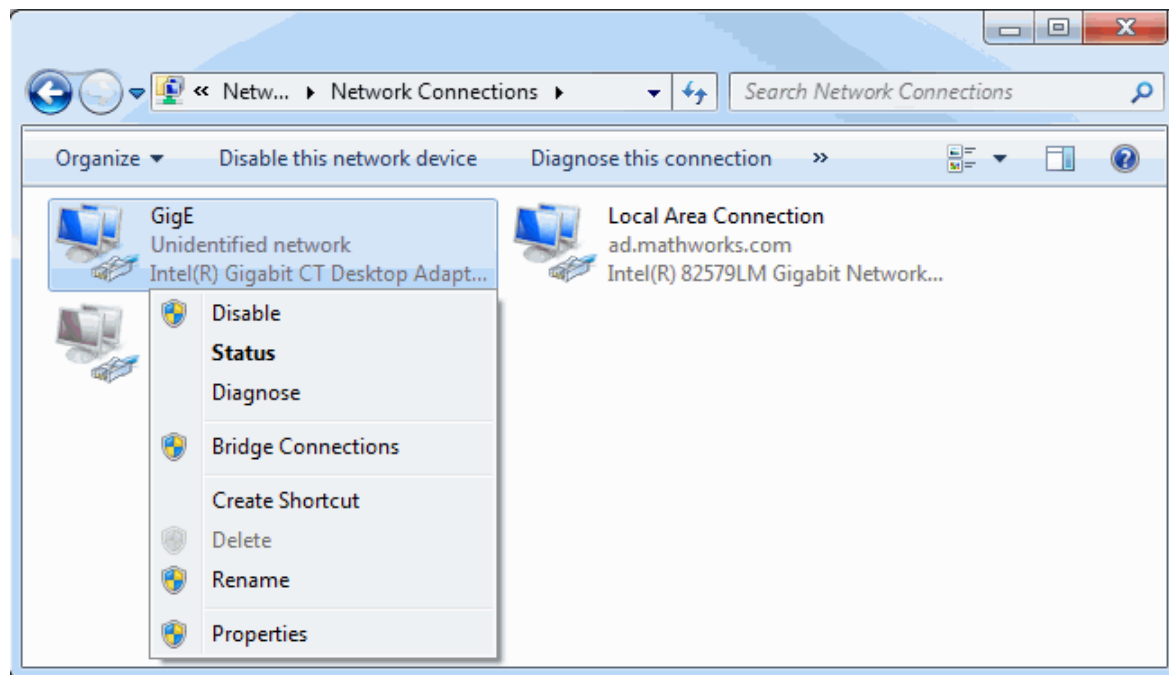 « Netw... Network Connections
Search Network Connections
Organize Disable this network device Diagnose this connection »
GigE
Unidentified network
Intel(R) Gigabit CT Desktop Adapt...
Local Area Connection
ad.mathworks.com
Intel(R) 82579LM Gigabit Network...
Disable
Status
Diagnose
Bridge Connections
Create Shortcut
Delete
Rename
Properties